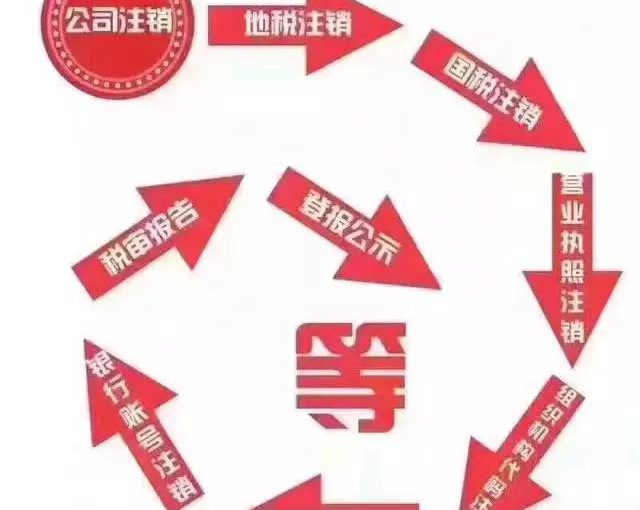 公司注销
地税注销
国税注销
营业执照注销
组织机构代码注
银行账号注销
税审报告
登报公示
等